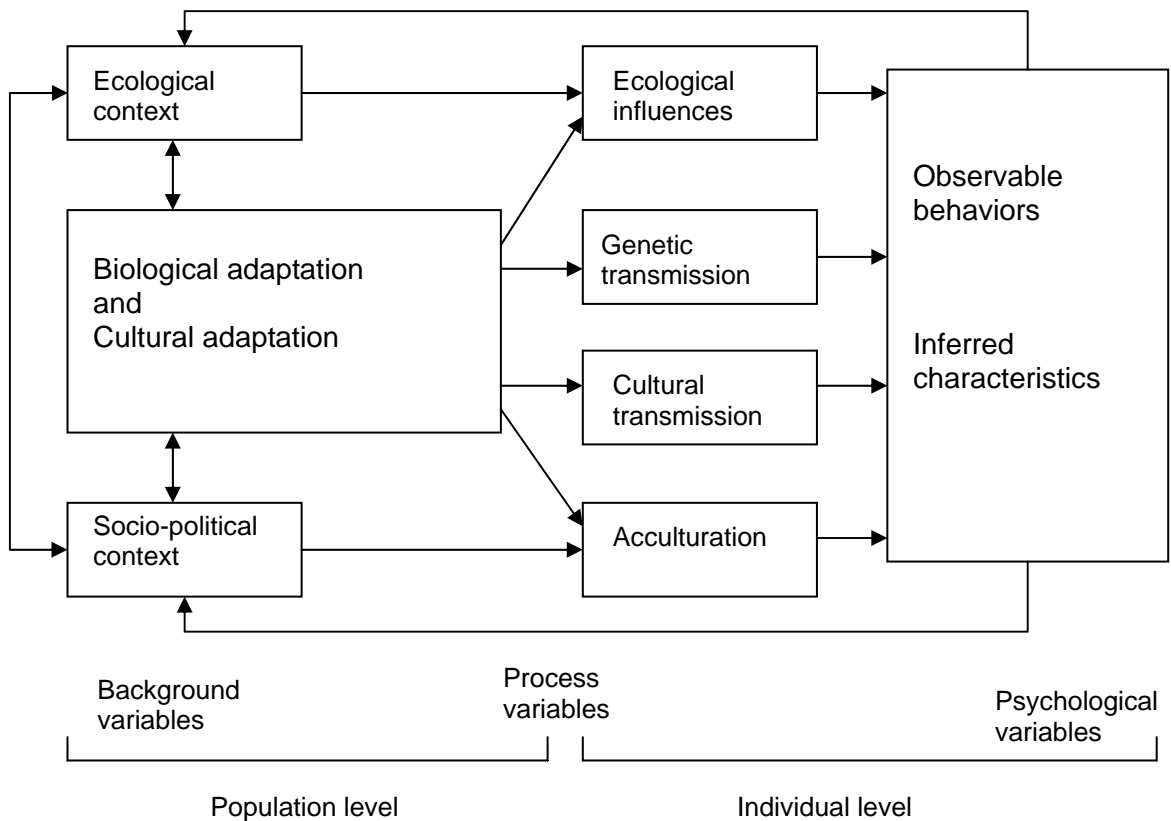 Ecological
context
Ecological
influences
Observable
behaviors
Biological adaptation
and
Cultural adaptation
Genetic
transmission
Inferred
characteristics
Cultural
transmission
Socio-political
context
Acculturation
Background
variables
Process
variables
Psychological
variables
Population level
Individual level